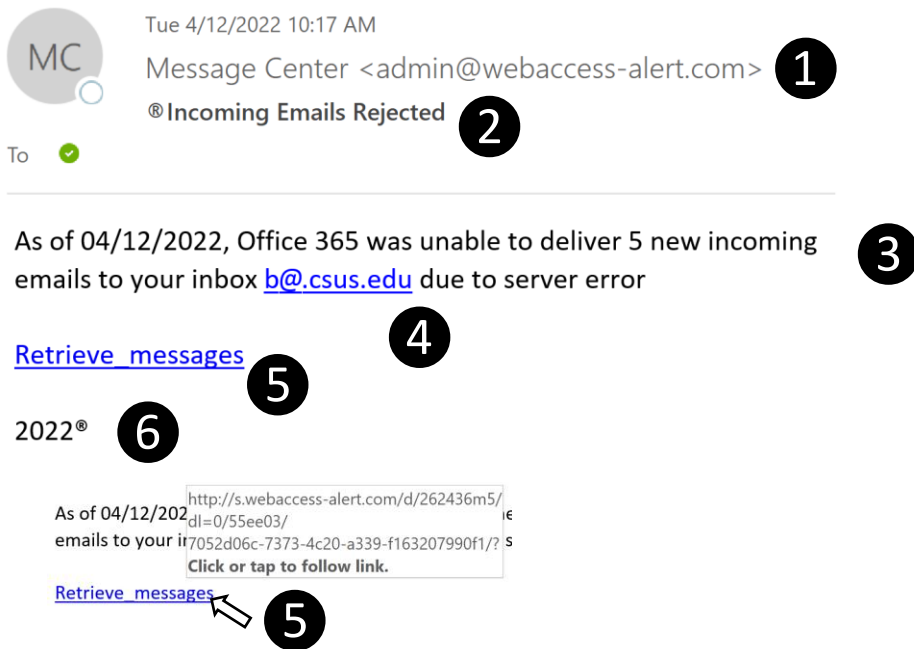 Tue 4/12/2022 10:17 AM
MC
Message Center <admin@webaccess-alert.com> 1
®Incoming Emails Rejected 2
To
As of 04/12/2022, Office 365 was unable to deliver 5 new incoming 3
emails to your inbox b@.csus.edu due to server error
4
Retrieve_messages 5
2022® 6
http://s.webaccess-alert.com/d/262436m5/
As of 04/12/202 dl=0/55ee03/
emails to your 7052d06c-7373-4c20-a339-f163207990f1/? s
Click or tap to follow link.
Retrieve_messages 5